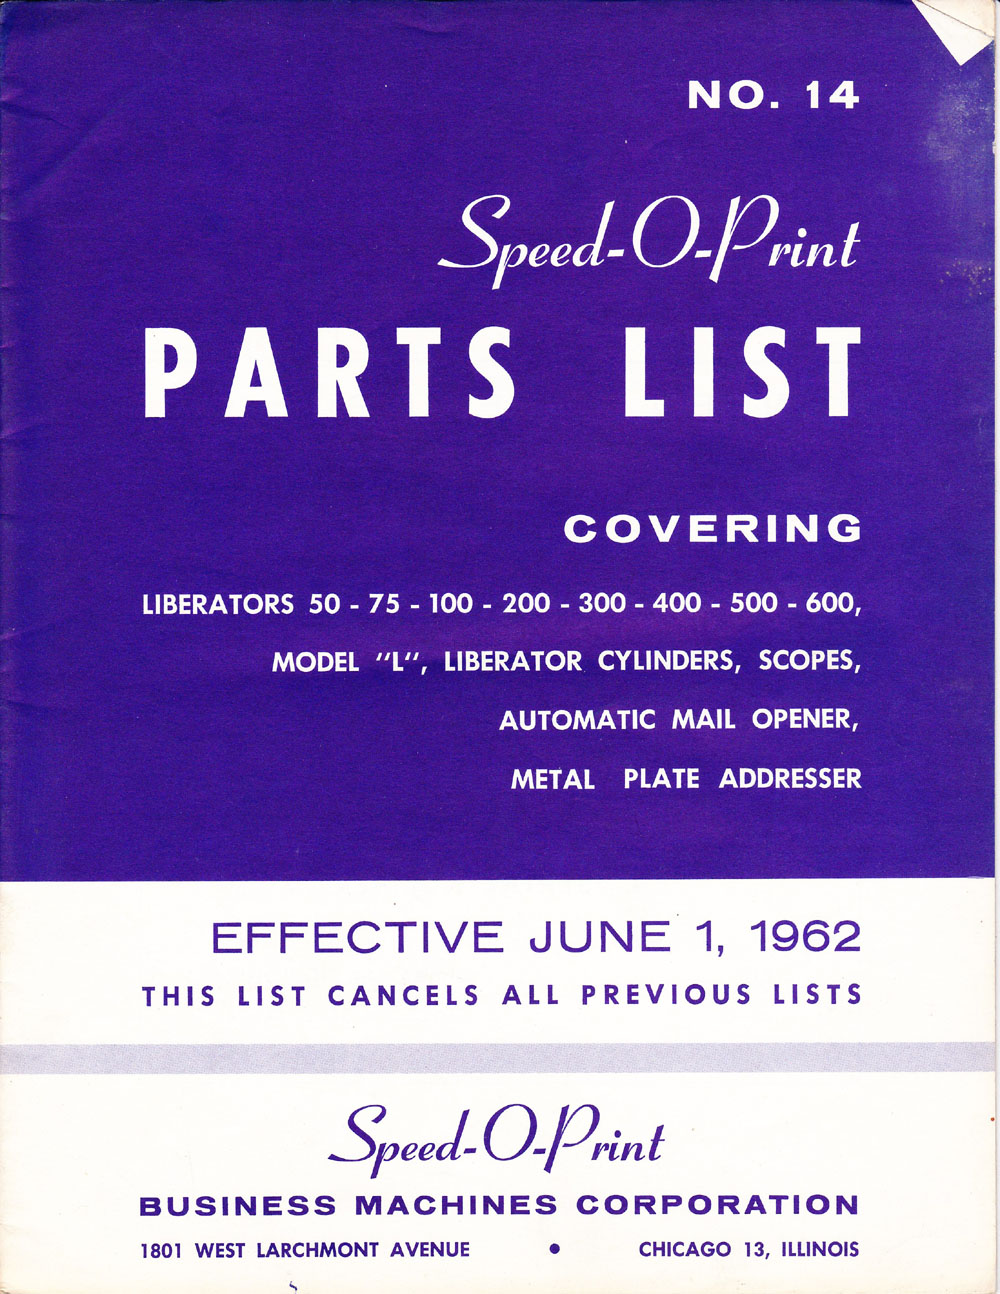 NO. 14
Speed-O-Print
PARTS LIST
COVERING
LIBERATORS 50 - 75 - 100 - 200 - 300 - 400 - 500 - 600,
MODEL "L", LIBERATOR CYLINDERS, SCOPES,
AUTOMATIC MAIL OPENER,
METAL PLATE ADDRESSER
EFFECTIVE JUNE 1, 1962
THIS LIST CANCELS ALL PREVIOUS LISTS
Speed-O-Print
BUSINESS MACHINES CORPORATION
1801 WEST LARCHMONT AVENUE • CHICAGO 13, ILLINOIS